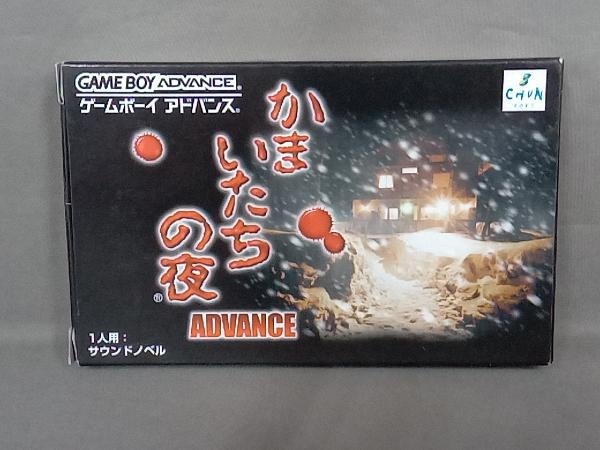 GAME BOY ADVANCE
ゲームボーイ アドバンス®
かま
いたち
の夜®
ADVANCE
1人用：
サウンドノベル
CHUN
SOFT